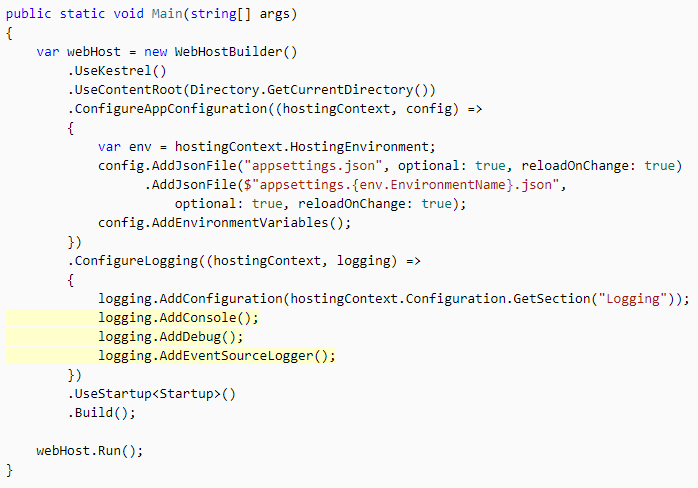 public static void Main(string[] args)
{
    var webHost = new WebHostBuilder()
        .UseKestrel()
        .UseContentRoot(Directory.GetCurrentDirectory())
        .ConfigureAppConfiguration((hostingContext, config) =>
        {
            var env = hostingContext.HostingEnvironment;
            config.AddJsonFile("appsettings.json", optional: true, reloadOnChange: true)
                  .AddJsonFile($"appsettings.{env.EnvironmentName}.json",
                      optional: true, reloadOnChange: true);
            config.AddEnvironmentVariables();
        })
        .ConfigureLogging((hostingContext, logging) =>
        {
            logging.AddConfiguration(hostingContext.Configuration.GetSection("Logging"));
            logging.AddConsole();
            logging.AddDebug();
            logging.AddEventSourceLogger();
        })
        .UseStartup<Startup>()
        .Build();

    webHost.Run();
}